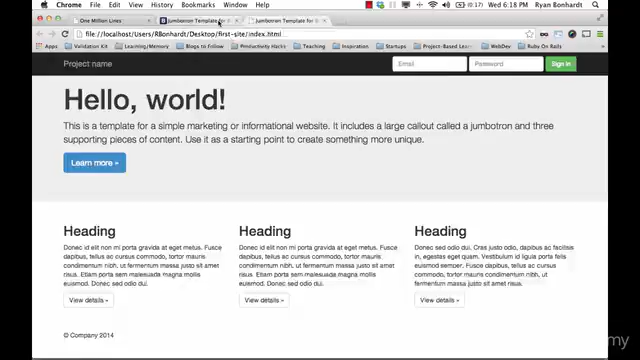 Chrome File Edit View History Bookmarks Window Help (0:17) Wed 6:18 PM Ryan Bonhardt
One Million Lines Jumbotron Template for B Jumbotron Template for B
file://localhost/Users/RBonhardt/Desktop/first-site/index.html
Apps Validation Kit Learning/Mastery Blogs to Follow Productivity Hacks Training Inspiration Project-Based Learn WebDev Ruby On Rails
Project name Email Password Sign in
Hello, world!
This is a template for a simple marketing or informational website. It includes a large callout called a jumbotron and three
supporting pieces of content. Use it as a starting point to create something more unique.
Learn more »
Heading
Donec id elit non mi porta gravida at eget metus. Fusce
dapibus, tellus ac cursus commodo, tortor mauris
condimentum nibh, ut fermentum massa justo sit amet
risus. Etiam porta sem malesuada magna mollis
euismod. Donec sed odio dui.
View details »
Heading
Donec id elit non mi porta gravida at eget metus. Fusce
dapibus, tellus ac cursus commodo, tortor mauris
condimentum nibh, ut fermentum massa justo sit amet
risus. Etiam porta sem malesuada magna mollis
euismod. Donec sed odio dui.
View details »
Heading
Donec sed odio dui. Cras justo odio, dapibus ac facilisis
in, egestas eget quam. Vestibulum id ligula porta felis
euismod semper. Fusce dapibus, tellus ac cursus
commodo, tortor mauris condimentum nibh, ut
fermentum massa justo sit amet risus.
View details »
© Company 2014
my